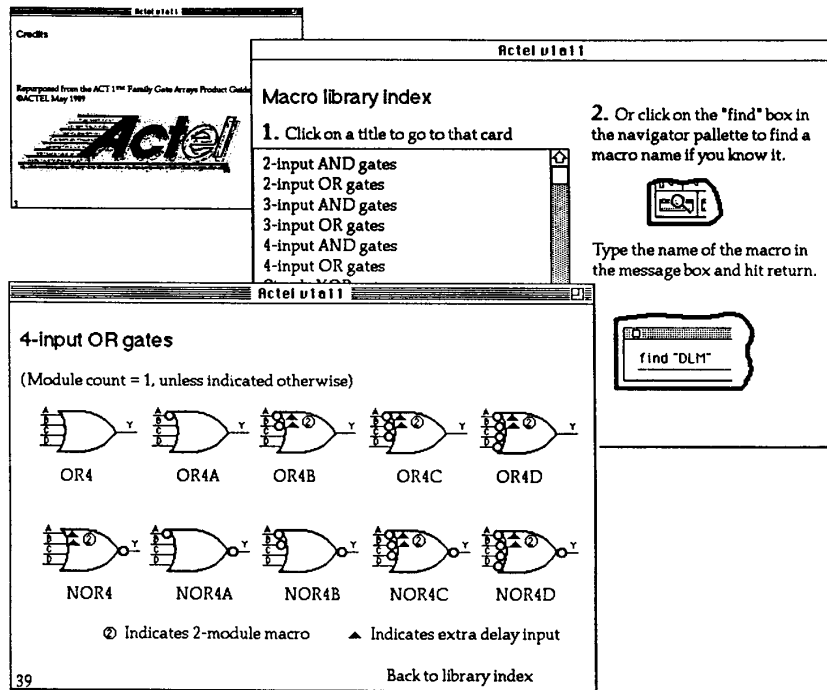 Actel v1a11
Credits
Repurposed from the ACT 1™ Family Gate Arrays Product Guide
©ACTEL May 1989
Actel
Actel v1a11
Macro library index
1. Click on a title to go to that card
2-input AND gates
2-input OR gates
3-input AND gates
3-input OR gates
4-input AND gates
4-input OR gates
2. Or click on the "find" box in
the navigator pallette to find a
macro name if you know it.
Type the name of the macro in
the message box and hit return.
find "DLM"
Actel v1a11
4-input OR gates
(Module count = 1, unless indicated otherwise)
A B C D Y ② A B C D Y A B C D Y ② A B C D Y ② A B C D Y
OR4 OR4A OR4B OR4C OR4D
A B C D Y ② A B C D Y A B C D Y A B C D Y ② A B C D Y ②
NOR4 NOR4A NOR4B NOR4C NOR4D
② Indicates 2-module macro ▲ Indicates extra delay input
39 Back to library index